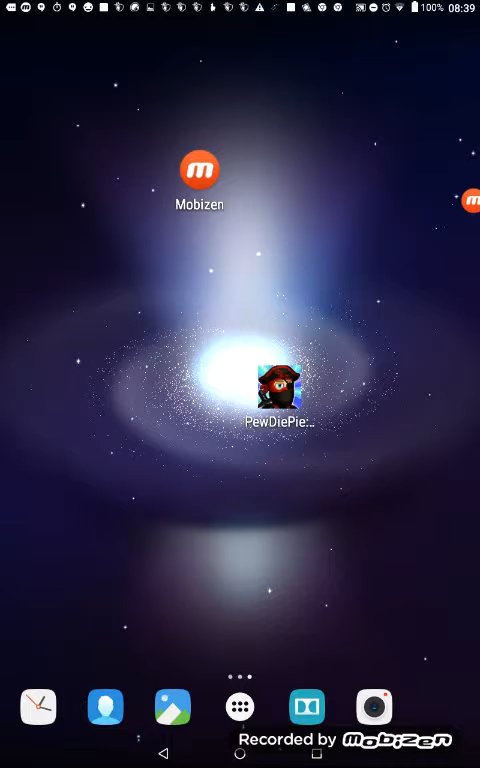 100% 08:39
m
Mobizen
m
PewDiePie:..
Recorded by mobizen